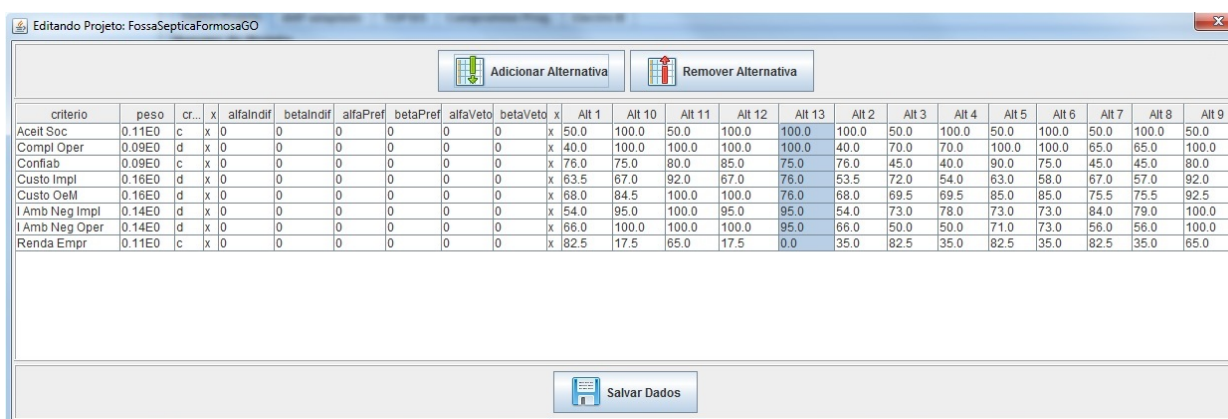 Editando Projeto: FossaSepticaFormosaGO
Adicionar Alternativa Remover Alternativa
criterio peso cr... x alfaIndif betaIndif alfaPref betaPref alfaVeto betaVeto x Alt 1 Alt 10 Alt 11 Alt 12 Alt 13 Alt 2 Alt 3 Alt 4 Alt 5 Alt 6 Alt 7 Alt 8 Alt 9
Aceit Soc 0.11E0 c x 0 0 0 0 0 0 x 50.0 100.0 50.0 100.0 100.0 100.0 50.0 100.0 50.0 100.0 50.0 100.0 50.0
Compl Oper 0.09E0 d x 0 0 0 0 0 0 x 40.0 100.0 100.0 100.0 100.0 40.0 70.0 70.0 100.0 100.0 65.0 65.0 100.0
Confiab 0.09E0 c x 0 0 0 0 0 0 x 76.0 75.0 80.0 85.0 75.0 76.0 45.0 40.0 90.0 75.0 45.0 45.0 80.0
Custo Impl 0.16E0 d x 0 0 0 0 0 0 x 63.5 67.0 92.0 67.0 76.0 53.5 72.0 54.0 63.0 58.0 67.0 57.0 92.0
Custo OeM 0.16E0 d x 0 0 0 0 0 0 x 68.0 84.5 100.0 100.0 76.0 68.0 69.5 69.5 85.0 85.0 75.5 75.5 92.5
I Amb Neg Impl 0.14E0 d x 0 0 0 0 0 0 x 54.0 95.0 100.0 95.0 95.0 54.0 73.0 78.0 73.0 73.0 84.0 79.0 100.0
I Amb Neg Oper 0.14E0 d x 0 0 0 0 0 0 x 66.0 100.0 100.0 100.0 95.0 66.0 50.0 50.0 71.0 73.0 56.0 56.0 100.0
Renda Empr 0.11E0 c x 0 0 0 0 0 0 x 82.5 17.5 65.0 17.5 0.0 35.0 82.5 35.0 82.5 35.0 82.5 35.0 65.0
Salvar Dados